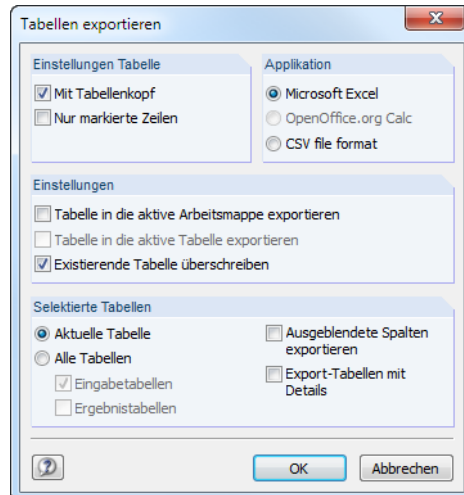 Tabellen exportieren
Einstellungen Tabelle
Mit Tabellenkopf
Nur markierte Zeilen
Applikation
Microsoft Excel
OpenOffice.org Calc
CSV file format
Einstellungen
Tabelle in die aktive Arbeitsmappe exportieren
Tabelle in die aktive Tabelle exportieren
Existierende Tabelle überschreiben
Selektierte Tabellen
Aktuelle Tabelle
Alle Tabellen
Eingabetabellen
Ergebnistabellen
Ausgeblendete Spalten
exportieren
Export-Tabellen mit
Details
OK
Abbrechen